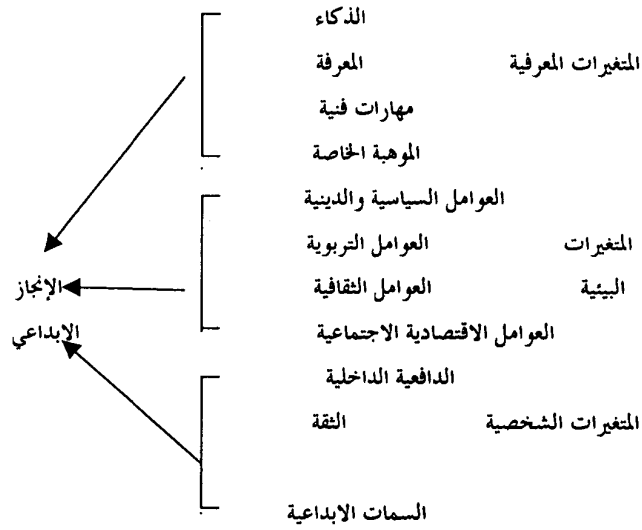 الذكاء
المتغيرات المعرفية المعرفة
مهارات فنية
الموهبة الخاصة
العوامل السياسية والدينية
المتغيرات العوامل التربوية
البيئية العوامل الثقافية الإنجاز
العوامل الاقتصادية الاجتماعية الابداعي
الدافعية الداخلية
المتغيرات الشخصية الثقة
السمات الابداعية